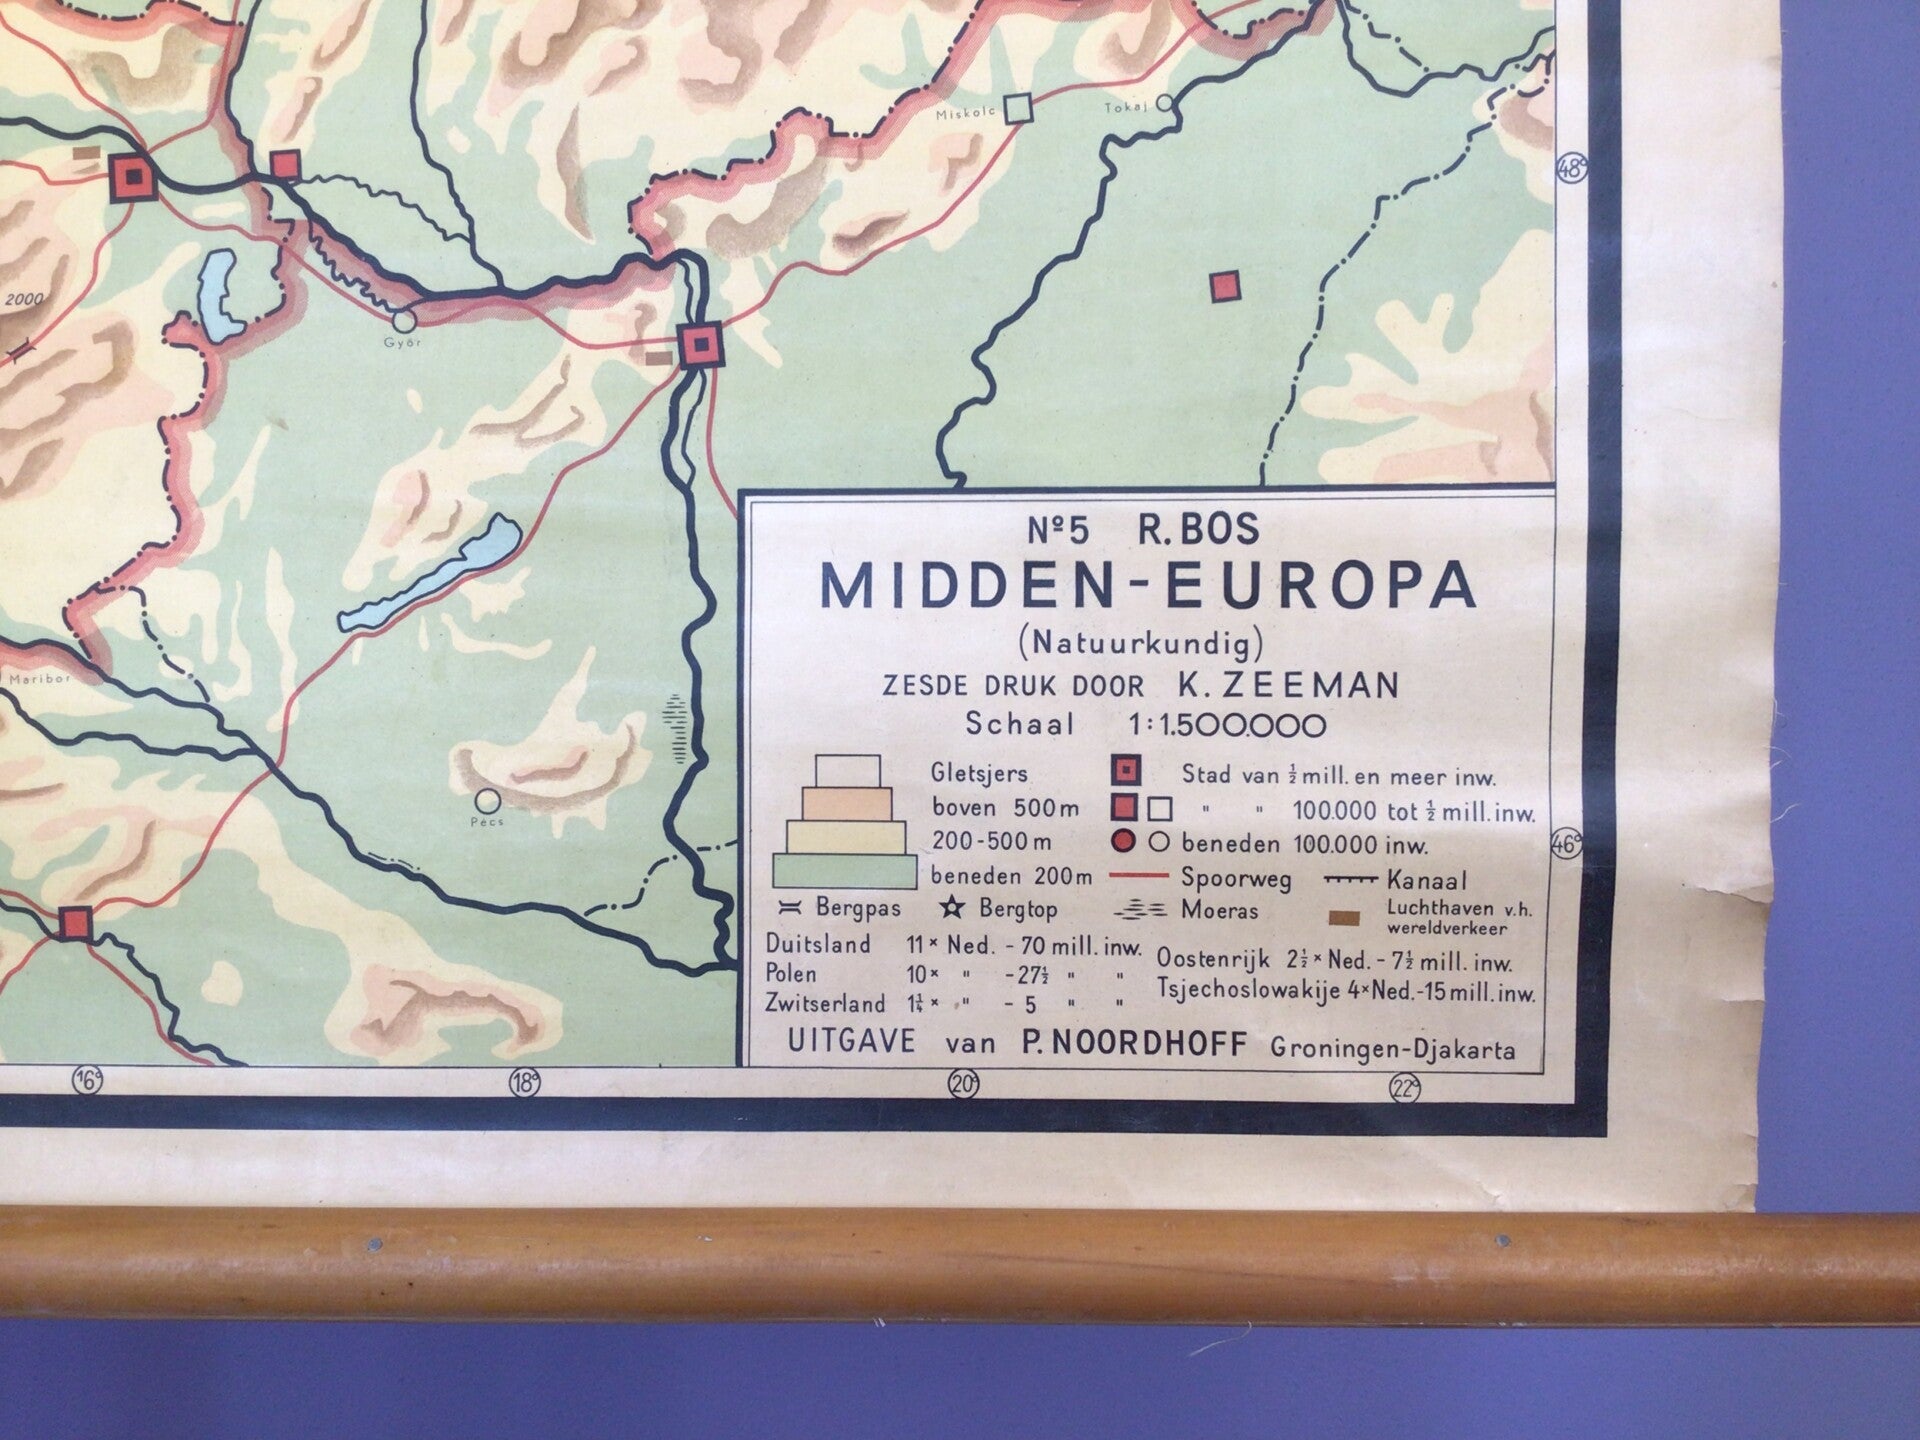 Miskolc
Tokaj
48°
2000
Györ
Maribor
Pécs
46°
Nº5 R. BOS
MIDDEN-EUROPA
(Natuurkundig)
ZESDE DRUK DOOR K. ZEEMAN
Schaal 1:1.500.000
Gletsjers
boven 500m
200-500m
beneden 200m
Stad van ½ mill. en meer inw.
" " 100.000 tot ½ mill. inw.
beneden 100.000 inw.
Spoorweg
Kanaal
Bergpas
Bergtop
Moeras
Luchthaven v.h.
wereldverkeer
Duitsland 11× Ned. - 70 mill. inw.
Polen 10× " - 27½ " "
Zwitserland 1¼× " - 5 " "
Oostenrijk 2½× Ned. - 7½ mill. inw.
Tsjechoslowakije 4× Ned. - 15 mill. inw.
UITGAVE van P. NOORDHOFF Groningen-Djakarta
16°
18°
20°
22°